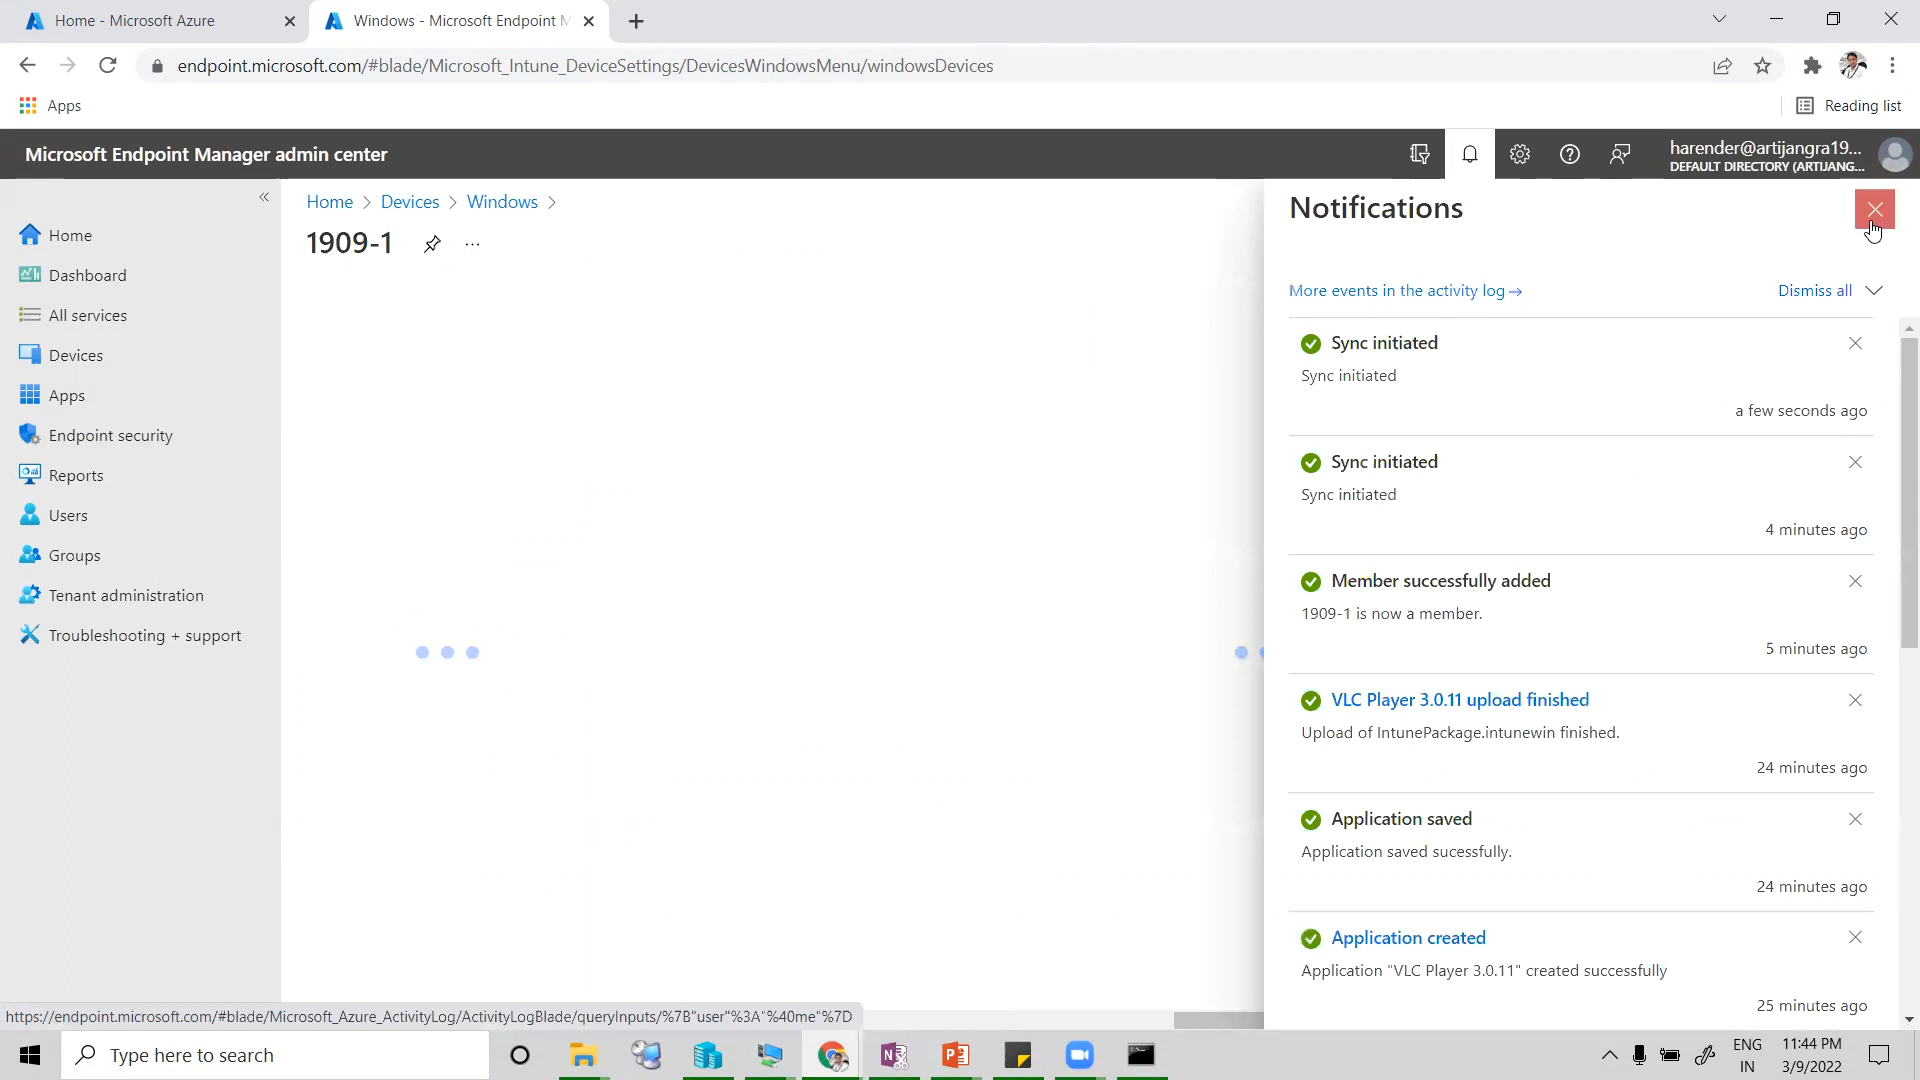 Home - Microsoft Azure
Windows - Microsoft Endpoint M
endpoint.microsoft.com/#blade/Microsoft_Intune_DeviceSettings/DevicesWindowsMenu/windowsDevices
Apps
Reading list
Microsoft Endpoint Manager admin center
harender@artijangra19...
DEFAULT DIRECTORY (ARTIJANG...
Home
Dashboard
All services
Devices
Apps
Endpoint security
Reports
Users
Groups
Tenant administration
Troubleshooting + support
Home > Devices > Windows >
1909-1
Notifications
More events in the activity log →
Dismiss all
Sync initiated
Sync initiated
a few seconds ago
Sync initiated
Sync initiated
4 minutes ago
Member successfully added
1909-1 is now a member.
5 minutes ago
VLC Player 3.0.11 upload finished
Upload of IntunePackage.intunewin finished.
24 minutes ago
Application saved
Application saved sucessfully.
24 minutes ago
Application created
Application "VLC Player 3.0.11" created successfully
25 minutes ago
https://endpoint.microsoft.com/#blade/Microsoft_Azure_ActivityLog/ActivityLogBlade/queryInputs/%7B"user"%3A"%40me"%7D
Type here to search
ENG
IN
11:44 PM
3/9/2022